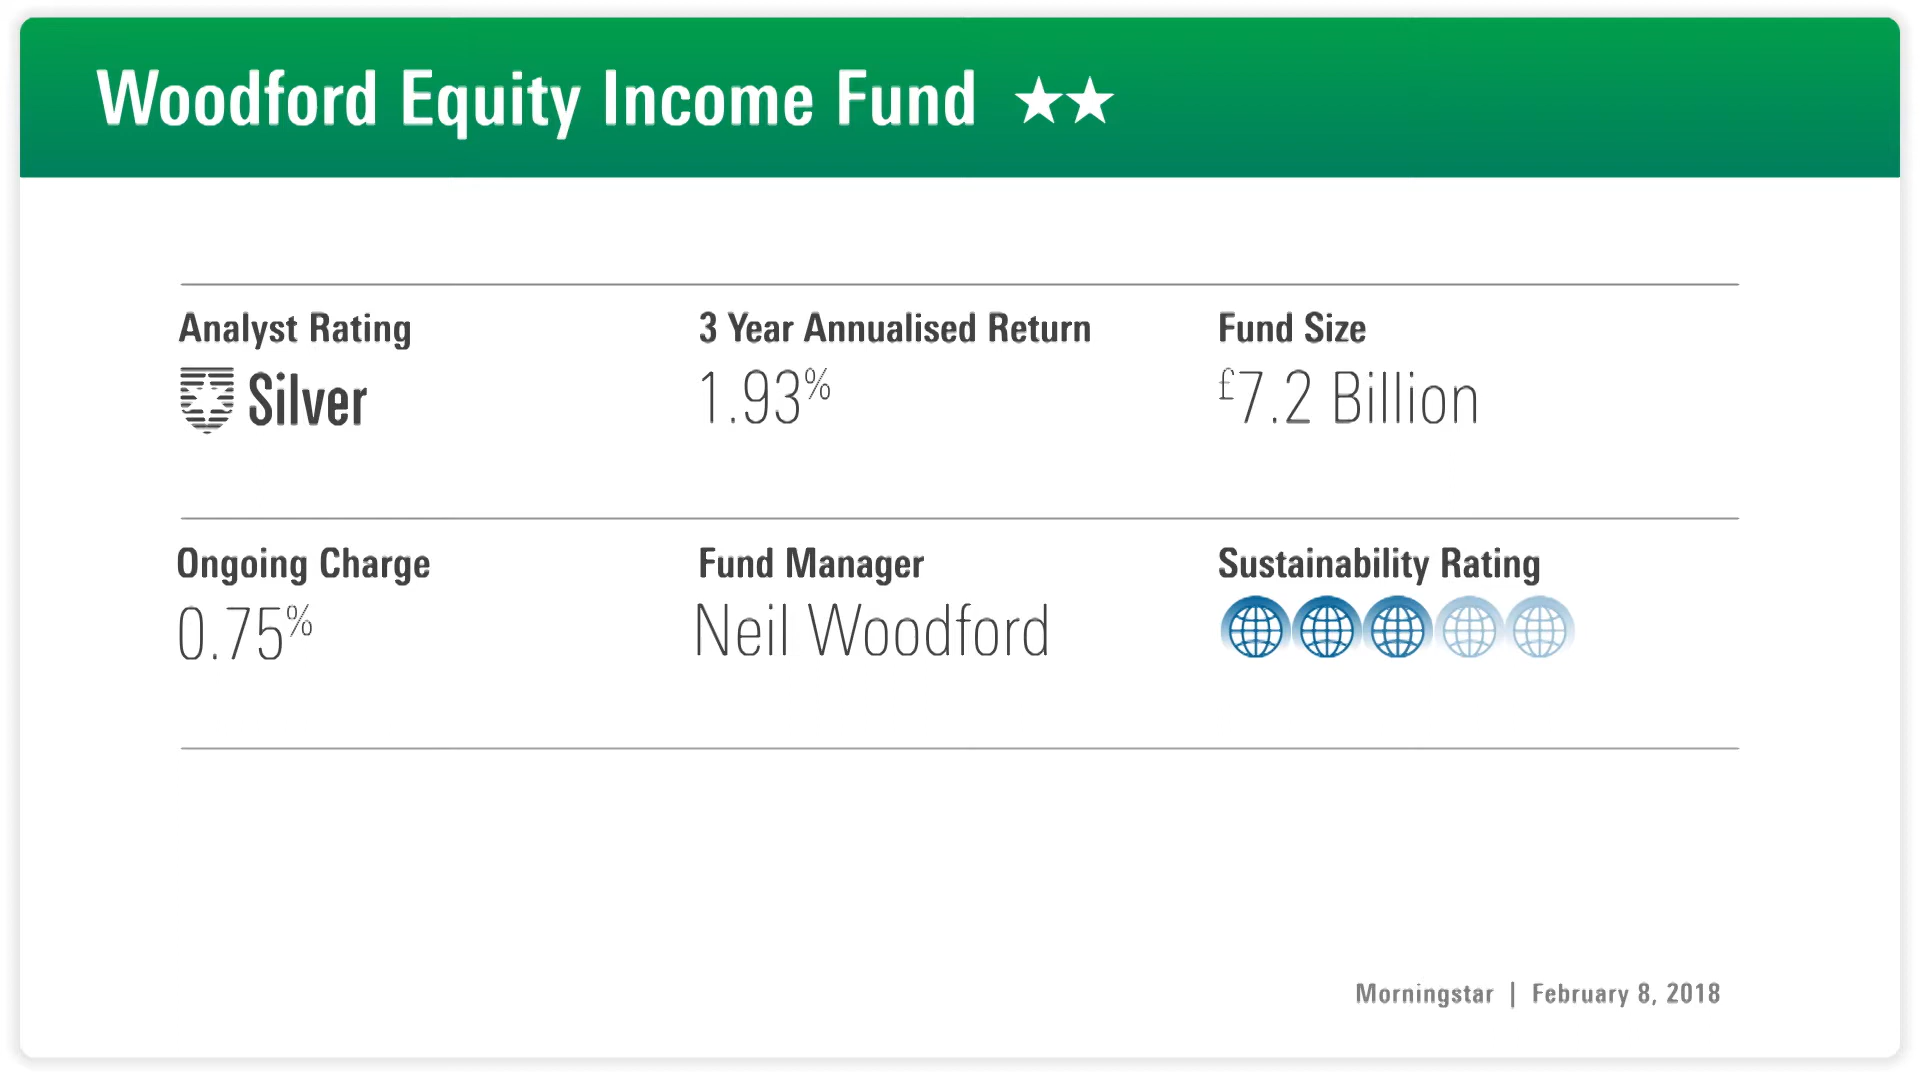 Woodford Equity Income Fund ★★
Analyst Rating
Silver
3 Year Annualised Return
1.93%
Fund Size
£7.2 Billion
Ongoing Charge
0.75%
Fund Manager
Neil Woodford
Sustainability Rating
Morningstar | February 8, 2018